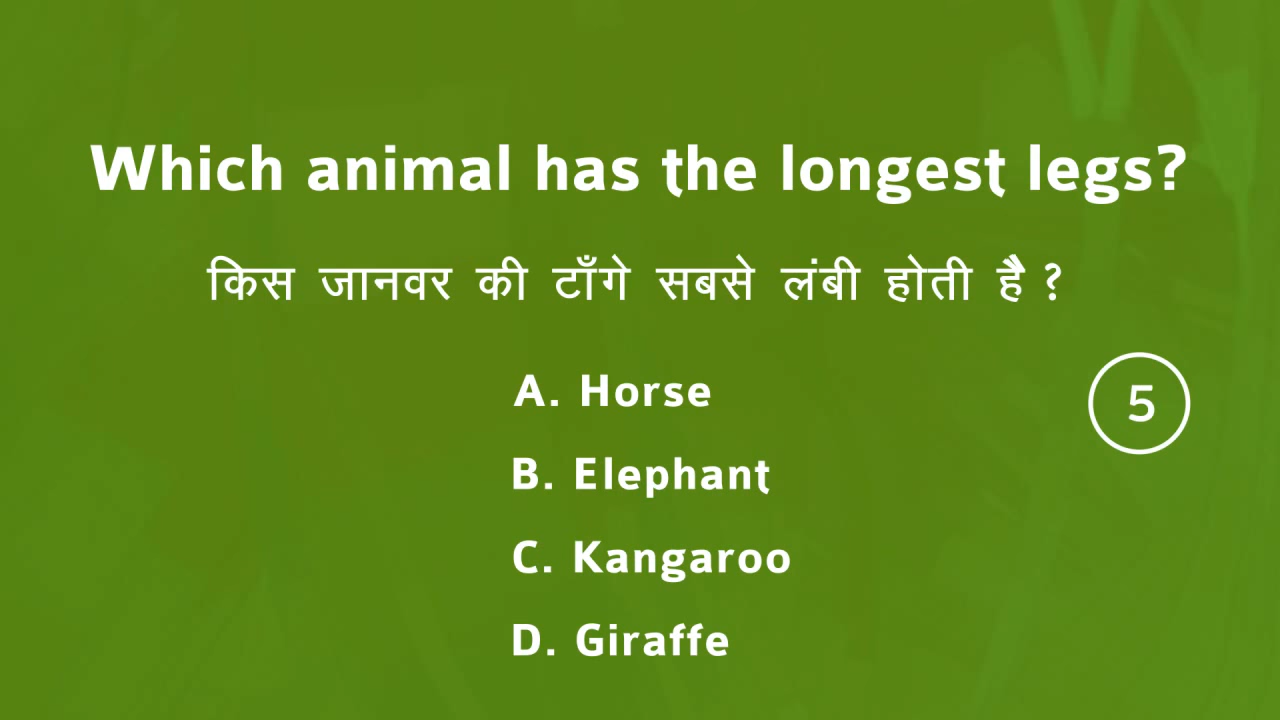 Which animal has the longest legs?
किस जानवर की टाँगे सबसे लंबी होती है ?
A. Horse
5
B. Elephant
C. Kangaroo
D. Giraffe